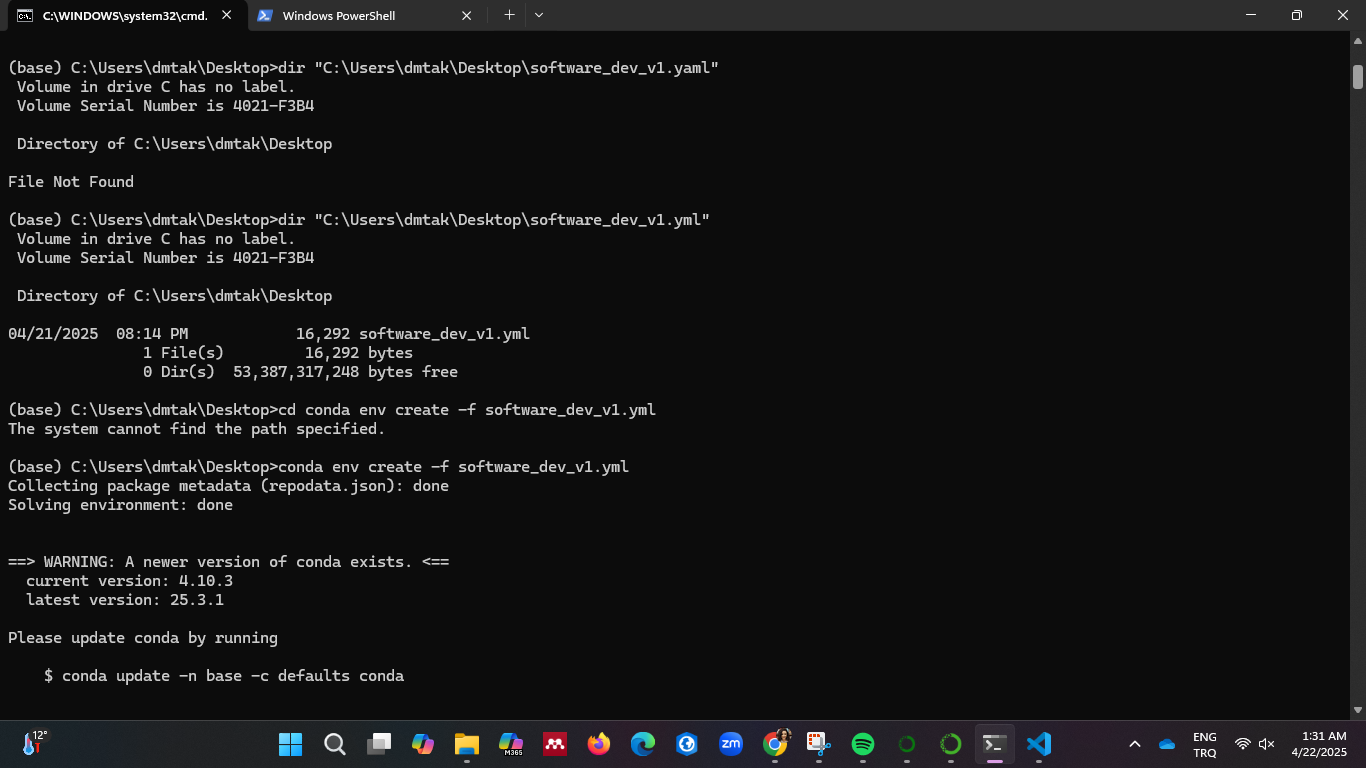 C:\WINDOWS\system32\cmd.
Windows PowerShell
(base) C:\Users\dmtak\Desktop>dir "C:\Users\dmtak\Desktop\software_dev_v1.yaml"
Volume in drive C has no label.
Volume Serial Number is 4021-F3B4
Directory of C:\Users\dmtak\Desktop
File Not Found
(base) C:\Users\dmtak\Desktop>dir "C:\Users\dmtak\Desktop\software_dev_v1.yml"
Volume in drive C has no label.
Volume Serial Number is 4021-F3B4
Directory of C:\Users\dmtak\Desktop
04/21/2025  08:14 PM            16,292 software_dev_v1.yml
1 File(s)         16,292 bytes
0 Dir(s)  53,387,317,248 bytes free
(base) C:\Users\dmtak\Desktop>cd conda env create -f software_dev_v1.yml
The system cannot find the path specified.
(base) C:\Users\dmtak\Desktop>conda env create -f software_dev_v1.yml
Collecting package metadata (repodata.json): done
Solving environment: done
==> WARNING: A newer version of conda exists. <==
current version: 4.10.3
latest version: 25.3.1
Please update conda by running
$ conda update -n base -c defaults conda
12°
M365
zm
ENG
TRQ
1:31 AM
4/22/2025